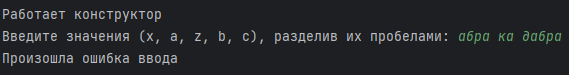 Работает конструктор
Введите значения (x, a, z, b, c), разделив их пробелами: абра ка дабра
Произошла ошибка ввода